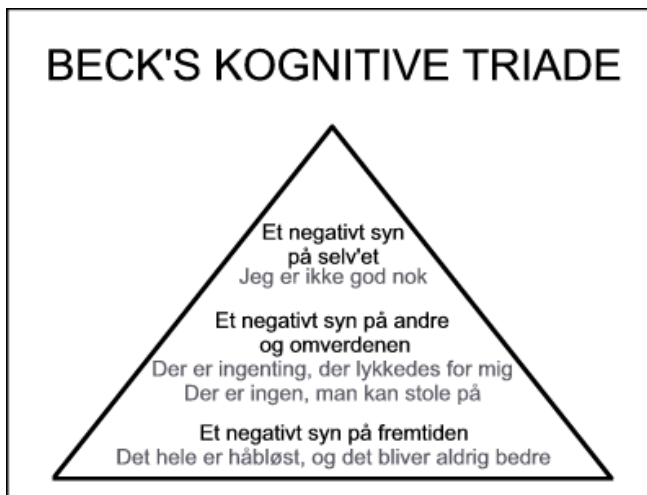 BECK'S KOGNITIVE TRIADE
Et negativt syn
på selv'et
Jeg er ikke god nok
Et negativt syn på andre
og omverdenen
Der er ingenting, der lykkedes for mig
Der er ingen, man kan stole på
Et negativt syn på fremtiden
Det hele er håbløst, og det bliver aldrig bedre